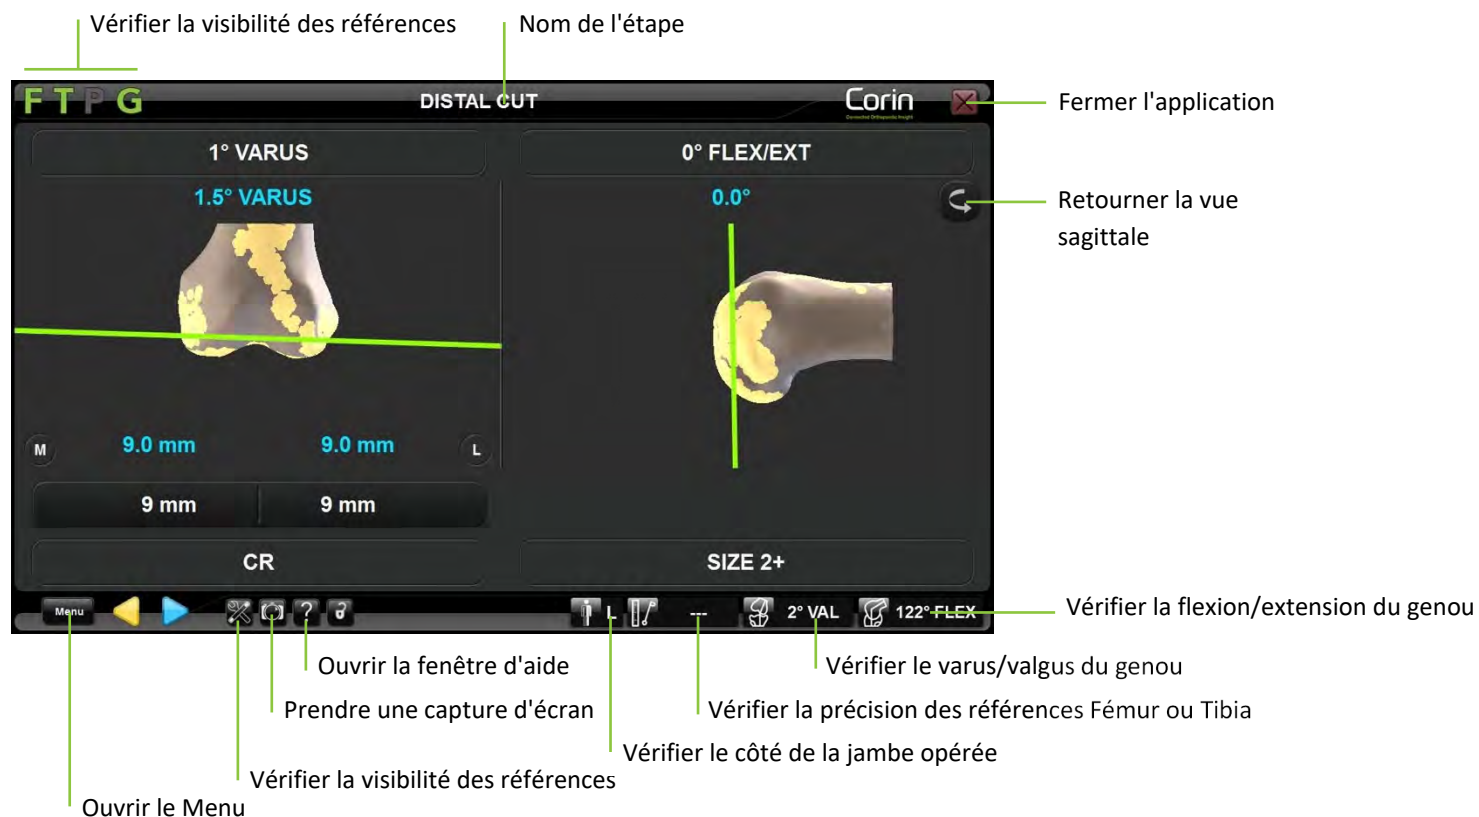 Vérifier la visibilité des références
Nom de l'étape
F T P G
DISTAL CUT
Corin
Connected Orthopaedic Insight
Fermer l'application
1° VARUS
0° FLEX/EXT
1.5° VARUS
0.0°
Retourner la vue
sagittale
M
9.0 mm
9.0 mm
L
9 mm
9 mm
CR
SIZE 2+
Menu
?
L
---
2° VAL
122° FLEX
Vérifier la flexion/extension du genou
Ouvrir la fenêtre d'aide
Vérifier le varus/valgus du genou
Prendre une capture d'écran
Vérifier la précision des références Fémur ou Tibia
Vérifier le côté de la jambe opérée
Vérifier la visibilité des références
Ouvrir le Menu